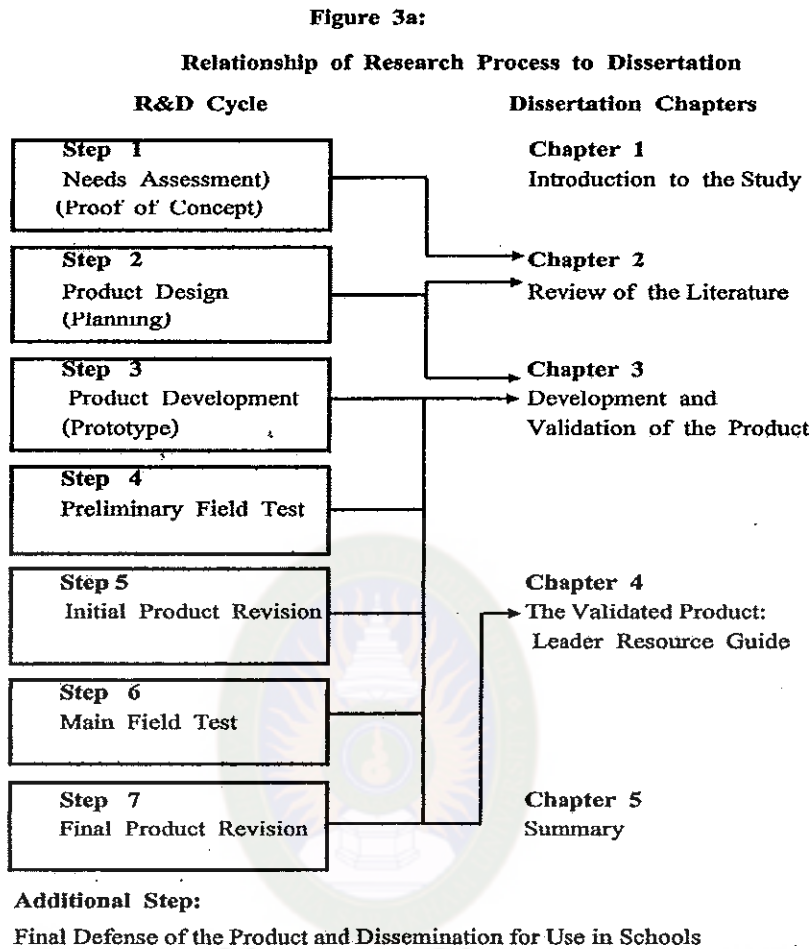 Figure 3a:
Relationship of Research Process to Dissertation
R&D Cycle
Dissertation Chapters
Step 1
Needs Assessment)
(Proof of Concept)
Step 2
Product Design
(Planning)
Step 3
Product Development
(Prototype)
Step 4
Preliminary Field Test
Step 5
Initial Product Revision
Step 6
Main Field Test
Step 7
Final Product Revision
Chapter 1
Introduction to the Study
Chapter 2
Review of the Literature
Chapter 3
Development and
Validation of the Product
Chapter 4
The Validated Product:
Leader Resource Guide
Chapter 5
Summary
Additional Step:
Final Defense of the Product and Dissemination for Use in Schools